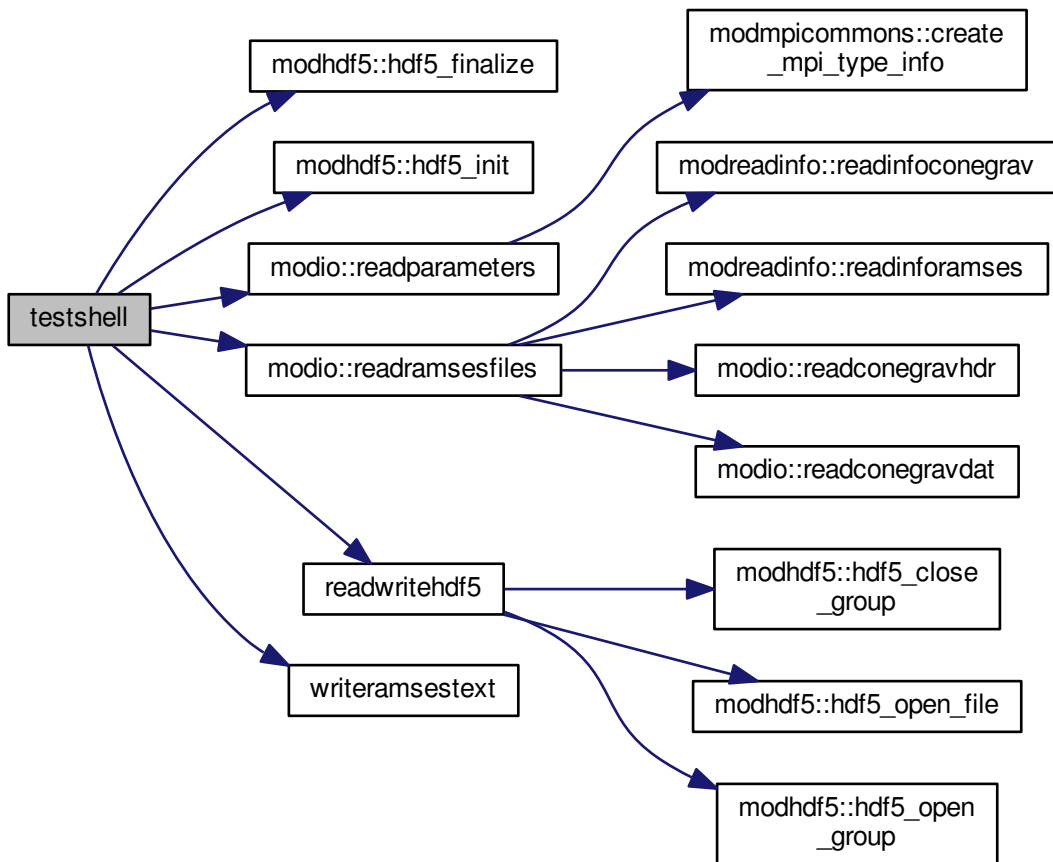 modmpicommons::create
_mpi_type_info
modhdf5::hdf5_finalize
modhdf5::hdf5_init
modreadinfo::readinfoconegrav
modio::readparameters
modreadinfo::readinforamses
testshell
modio::readramsesfiles
modio::readconegravhdr
modio::readconegravdat
readwritehdf5
modhdf5::hdf5_close
_group
writeramsestext
modhdf5::hdf5_open_file
modhdf5::hdf5_open
_group